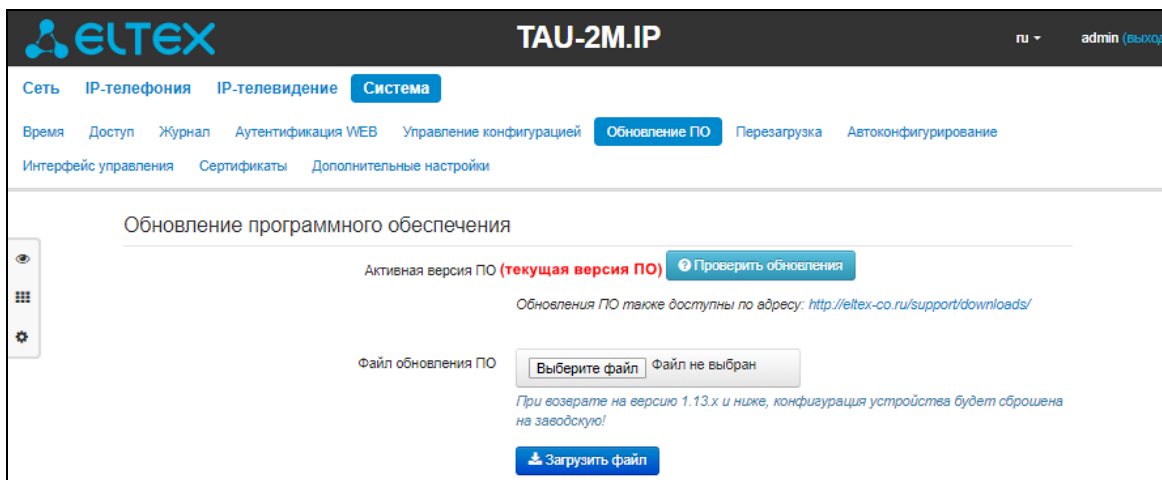 ELTEX TAU-2M.IP ru admin (выход
Сеть IP-телефония IP-телевидение Система
Время Доступ Журнал Аутентификация WEB Управление конфигурацией Обновление ПО Перезагрузка Автоконфигурирование
Интерфейс управления Сертификаты Дополнительные настройки
Обновление программного обеспечения
Активная версия ПО (текущая версия ПО) Проверить обновления
Обновления ПО также доступны по адресу: http://eltex-co.ru/support/downloads/
Файл обновления ПО Выберите файл Файл не выбран
При возврате на версию 1.13.x и ниже, конфигурация устройства будет сброшена
на заводскую!
Загрузить файл